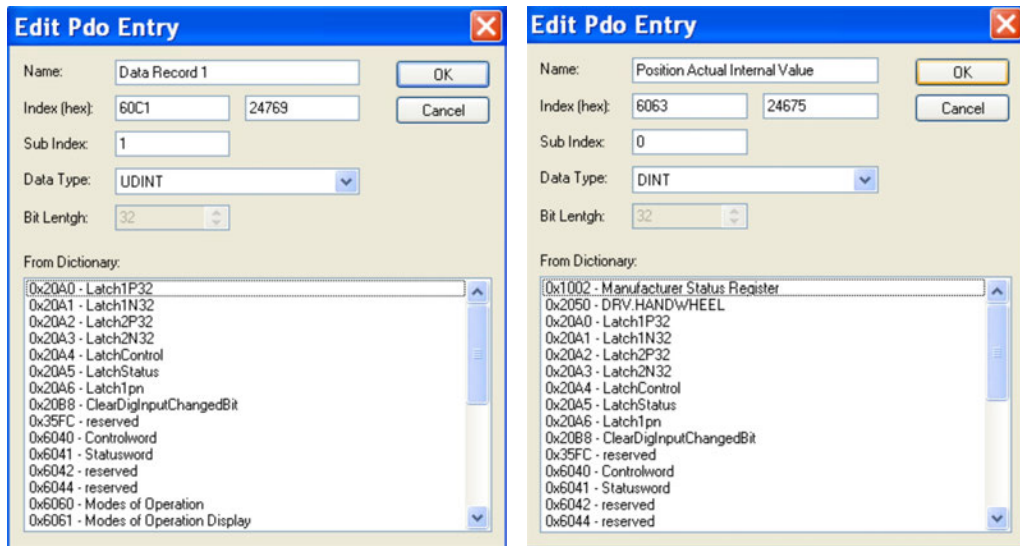 Edit Pdo Entry
Name: Data Record 1 OK
Index (hex): 60C1 24769 Cancel
Sub Index: 1
Data Type: UDINT
Bit Lentgh: 32
From Dictionary:
0x20A0 - Latch1P32
0x20A1 - Latch1N32
0x20A2 - Latch2P32
0x20A3 - Latch2N32
0x20A4 - LatchControl
0x20A5 - LatchStatus
0x20A6 - Latch1pn
0x20B8 - ClearDigInputChangedBit
0x35FC - reserved
0x6040 - Controlword
0x6041 - Statusword
0x6042 - reserved
0x6044 - reserved
0x6060 - Modes of Operation
0x6061 - Modes of Operation Display
Edit Pdo Entry
Name: Position Actual Internal Value OK
Index (hex): 6063 24675 Cancel
Sub Index: 0
Data Type: DINT
Bit Lentgh: 32
From Dictionary:
0x1002 - Manufacturer Status Register
0x2050 - DRV.HANDWHEEL
0x20A0 - Latch1P32
0x20A1 - Latch1N32
0x20A2 - Latch2P32
0x20A3 - Latch2N32
0x20A4 - LatchControl
0x20A5 - LatchStatus
0x20A6 - Latch1pn
0x20B8 - ClearDigInputChangedBit
0x35FC - reserved
0x6040 - Controlword
0x6041 - Statusword
0x6042 - reserved
0x6044 - reserved